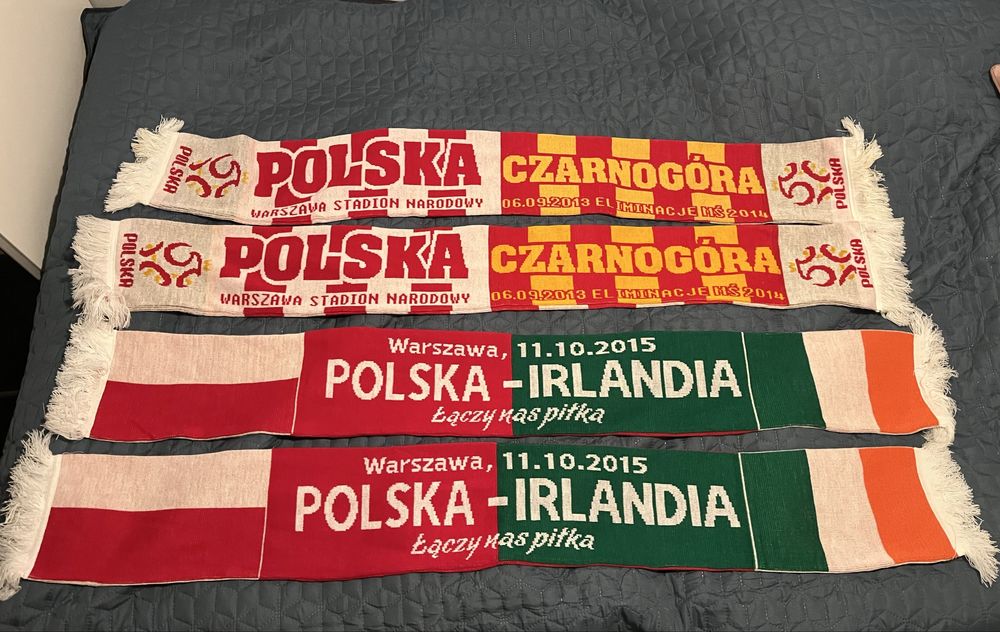 POLSKA
POLSKA
CZARNOGÓRA
POLSKA
WARSZAWA STADION NARODOWY
06.09.2013 ELIMINACJE MŚ 2014
POLSKA
POLSKA
CZARNOGÓRA
POLSKA
WARSZAWA STADION NARODOWY
06.09.2013 ELIMINACJE MŚ 2014
Warszawa, 11.10.2015
POLSKA - IRLANDIA
Łączy nas piłka
Warszawa, 11.10.2015
POLSKA - IRLANDIA
Łączy nas piłka